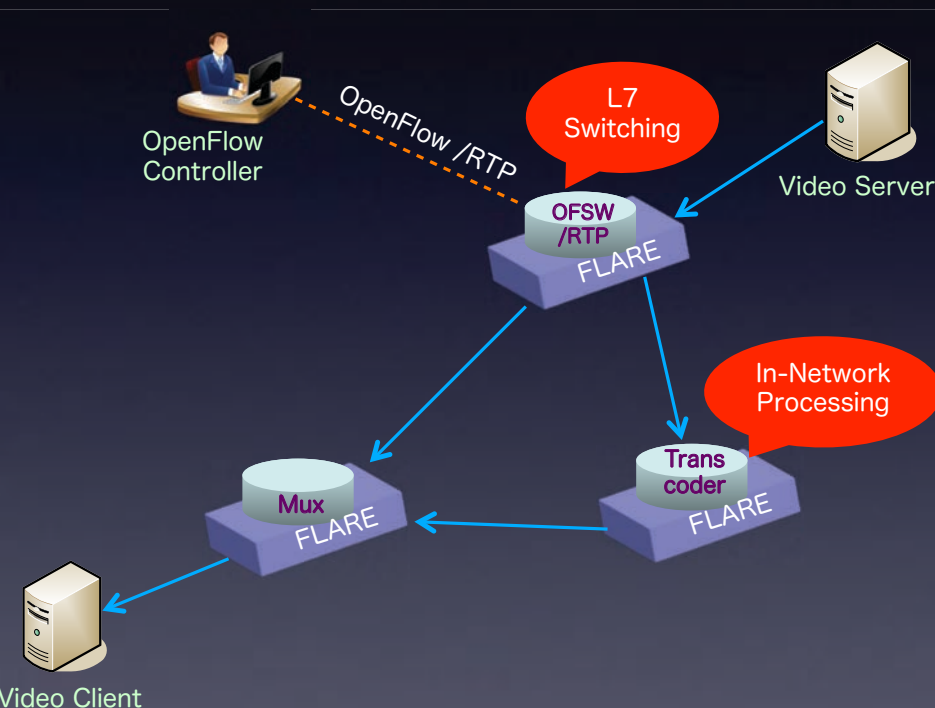 OpenFlow
Controller
OpenFlow /RTP
L7
Switching
Video Server
OFSW
/RTP
FLARE
In-Network
Processing
Trans
coder
FLARE
Mux
FLARE
Video Client